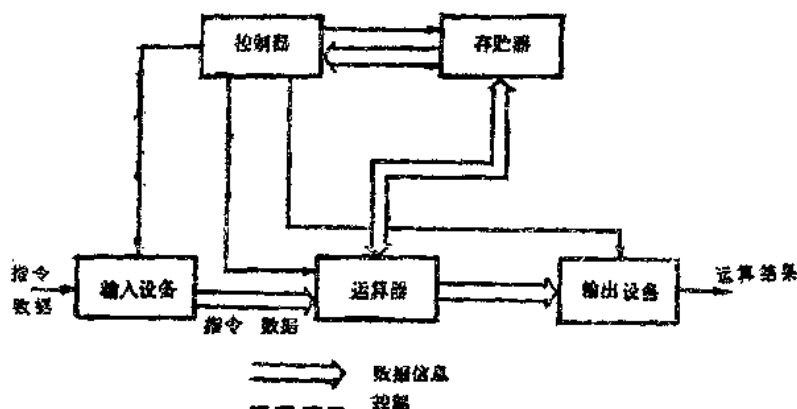 控制器
存贮器
指令
数据
输入设备
指令 数据
运算器
输出设备
运算结果
数据信息
控制